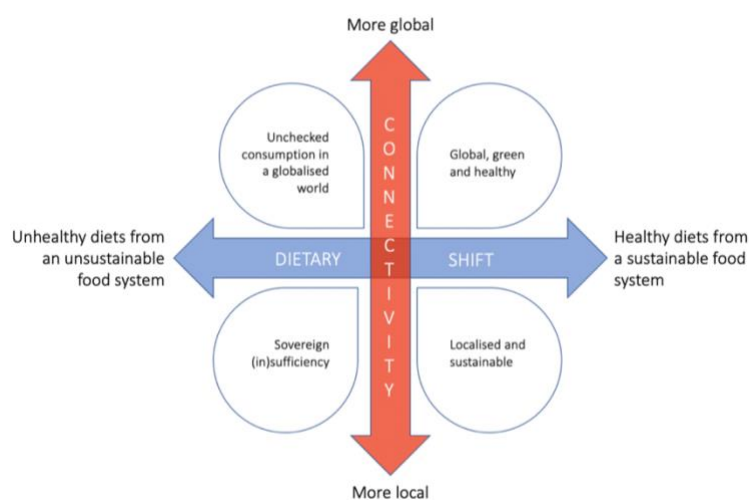 More global
Unchecked
consumption in
a globalised
world
Global, green
and healthy
CONNECTIVITY
Unhealthy diets from
an unsustainable
food system
DIETARY SHIFT
Healthy diets from
a sustainable food
system
Sovereign
(in)sufficiency
Localised and
sustainable
More local